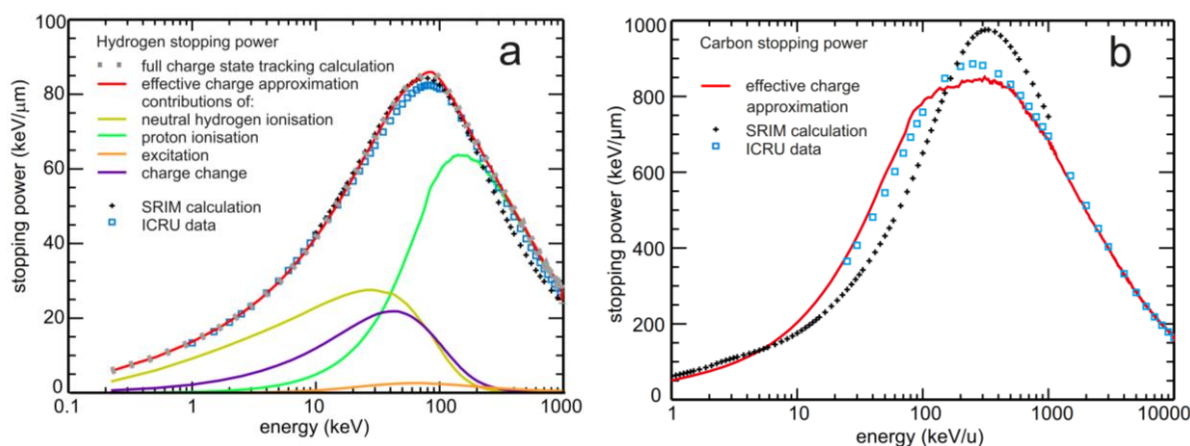 a
Hydrogen stopping power
full charge state tracking calculation
effective charge approximation
contributions of:
neutral hydrogen ionisation
proton ionisation
excitation
charge change
SRIM calculation
ICRU data
stopping power (keV/μm)
100
80
60
40
20
0
0.1
1
10
100
1000
energy (keV)
b
Carbon stopping power
effective charge
approximation
SRIM calculation
ICRU data
stopping power (keV/μm)
1000
800
600
400
200
0
1
10
100
1000
10000
energy (keV/u)